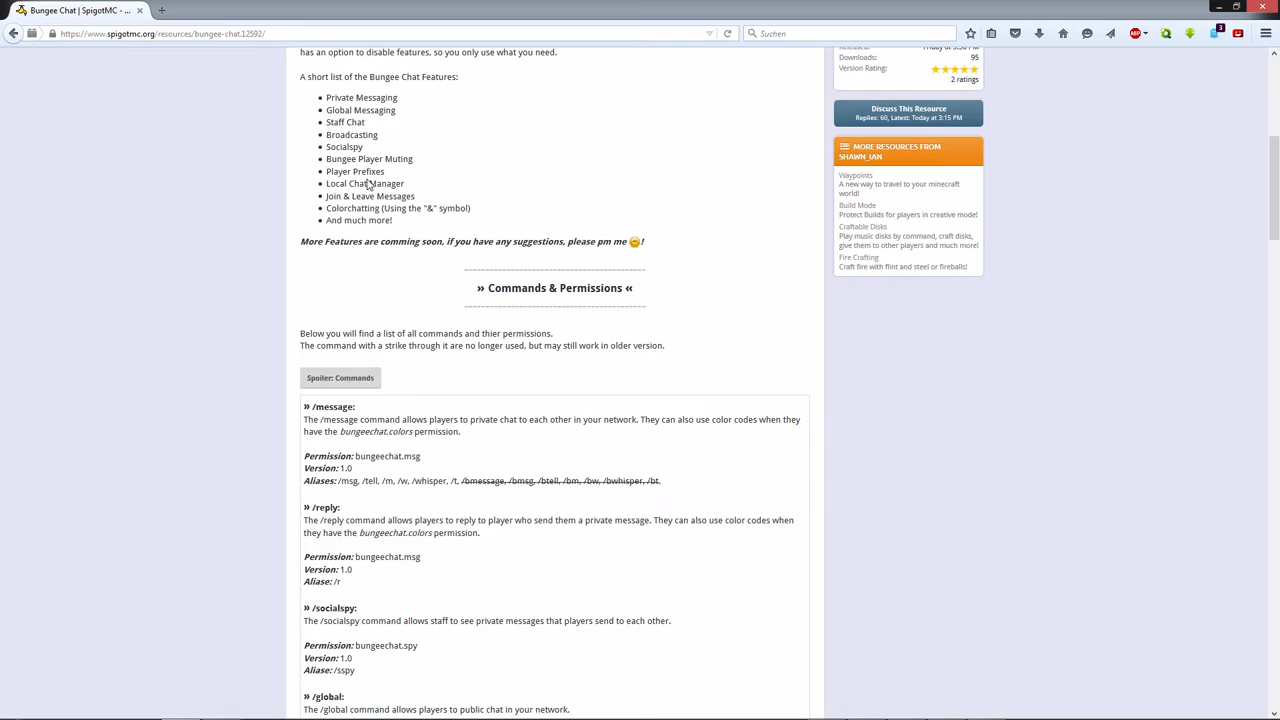 Bungee Chat | SpigotMC - ...
https://www.spigotmc.org/resources/bungee-chat.12592/
Suchen
3
has an option to disable features, so you only use what you need.
A short list of the Bungee Chat Features:
Private Messaging
Global Messaging
Staff Chat
Broadcasting
Socialspy
Bungee Player Muting
Player Prefixes
Local Chat Manager
Join & Leave Messages
Colorchatting (Using the "&" symbol)
And much more!
More Features are comming soon, if you have any suggestions, please pm me !
» Commands & Permissions «
Below you will find a list of all commands and thier permissions.
The command with a strike through it are no longer used, but may still work in older version.
Spoiler: Commands
» /message:
The /message command allows players to private chat to each other in your network. They can also use color codes when they
have the bungeechat.colors permission.
Permission: bungeechat.msg
Version: 1.0
Aliases: /msg, /tell, /m, /w, /whisper, /t, /bmessage, /bmsg, /btell, /bm, /bw, /bwhisper, /bt.
» /reply:
The /reply command allows players to reply to player who send them a private message. They can also use color codes when
they have the bungeechat.colors permission.
Permission: bungeechat.msg
Version: 1.0
Aliase: /r
» /socialspy:
The /socialspy command allows staff to see private messages that players send to each other.
Permission: bungeechat.spy
Version: 1.0
Aliase: /sspy
» /global:
The /global command allows players to public chat in your network.
Downloads: 95
Version Rating:
2 ratings
Discuss This Resource
Replies: 60, Latest: Today at 3:15 PM
MORE RESOURCES FROM
SHAWN_IAN
Waypoints
A new way to travel to your minecraft
world!
Build Mode
Protect Builds for players in creative mode!
Craftable Disks
Play music disks by command, craft disks,
give them to other players and much more!
Fire Crafting
Craft fire with flint and steel or fireballs!